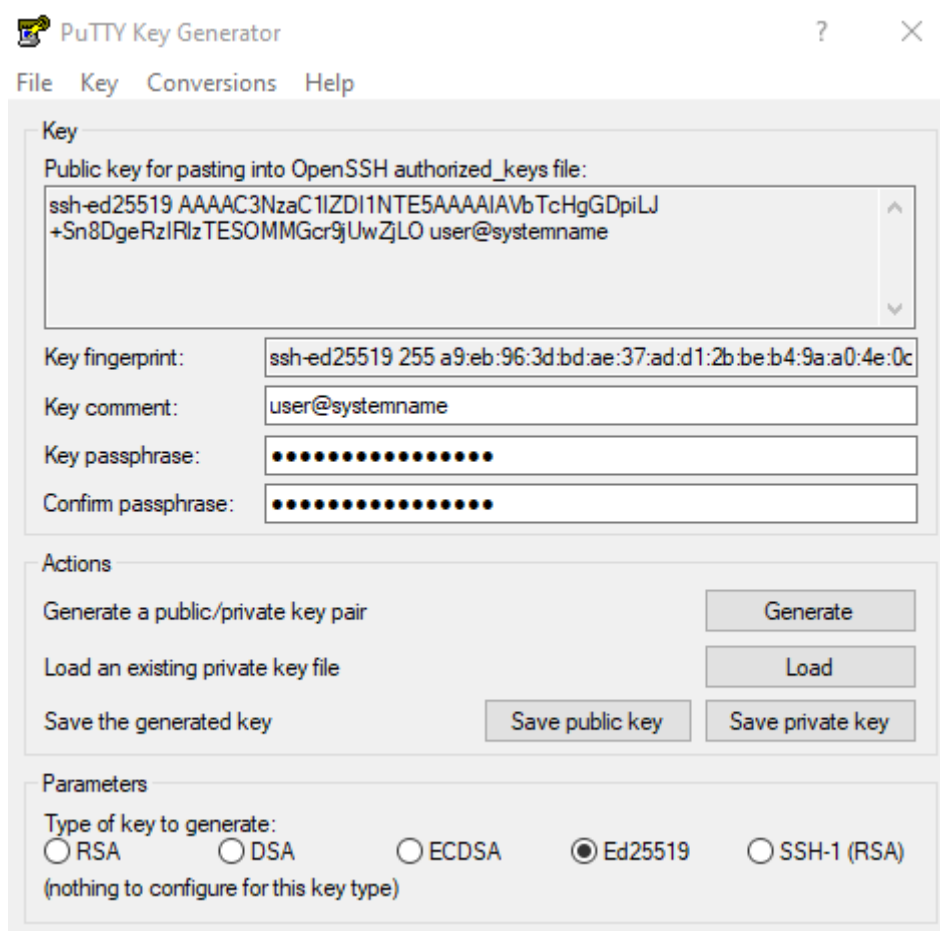 PuTTY Key Generator
?
File Key Conversions Help
Key
Public key for pasting into OpenSSH authorized_keys file:
ssh-ed25519 AAAAC3NzaC1lZDI1NTE5AAAAIAVbTcHgGDpiLJ
+Sn8DgeRzIRlzTESOMMGcr9jUwZjLO user@systemname
Key fingerprint: ssh-ed25519 255 a9:eb:96:3d:bd:ae:37:ad:d1:2b:be:b4:9a:a0:4e:0c
Key comment: user@systemname
Key passphrase: ●●●●●●●●●●●●●●●●
Confirm passphrase: ●●●●●●●●●●●●●●●●
Actions
Generate a public/private key pair Generate
Load an existing private key file Load
Save the generated key Save public key Save private key
Parameters
Type of key to generate:
RSA DSA ECDSA Ed25519 SSH-1 (RSA)
(nothing to configure for this key type)